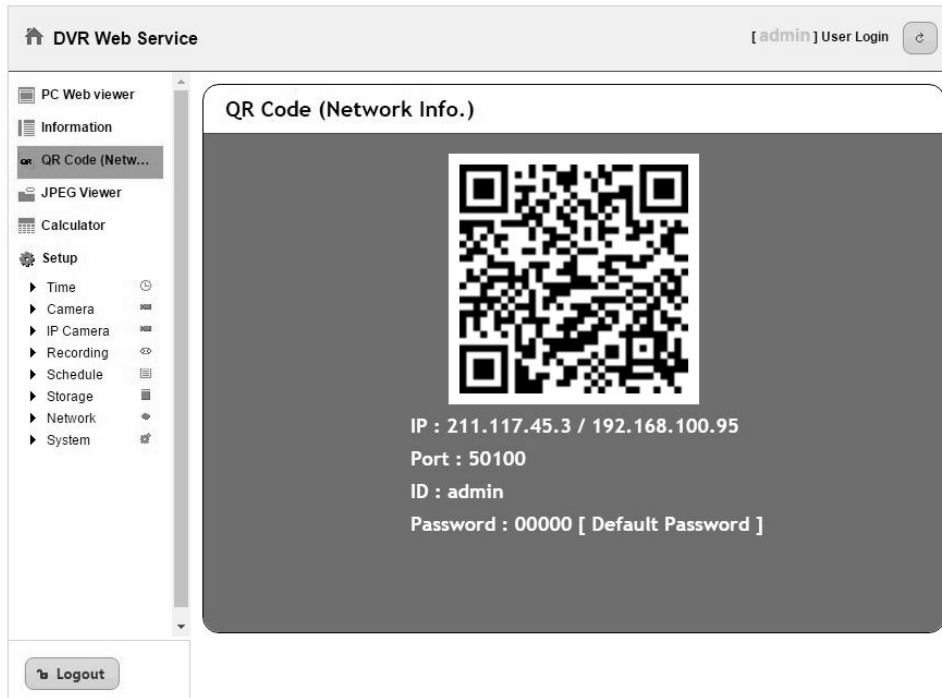 DVR Web Service
[ admin ] User Login
PC Web viewer
Information
QR QR Code (Netw...
JPEG Viewer
Calculator
Setup
Time
Camera
IP Camera
Recording
Schedule
Storage
Network
System
Logout
QR Code (Network Info.)
IP : 211.117.45.3 / 192.168.100.95
Port : 50100
ID : admin
Password : 00000 [ Default Password ]